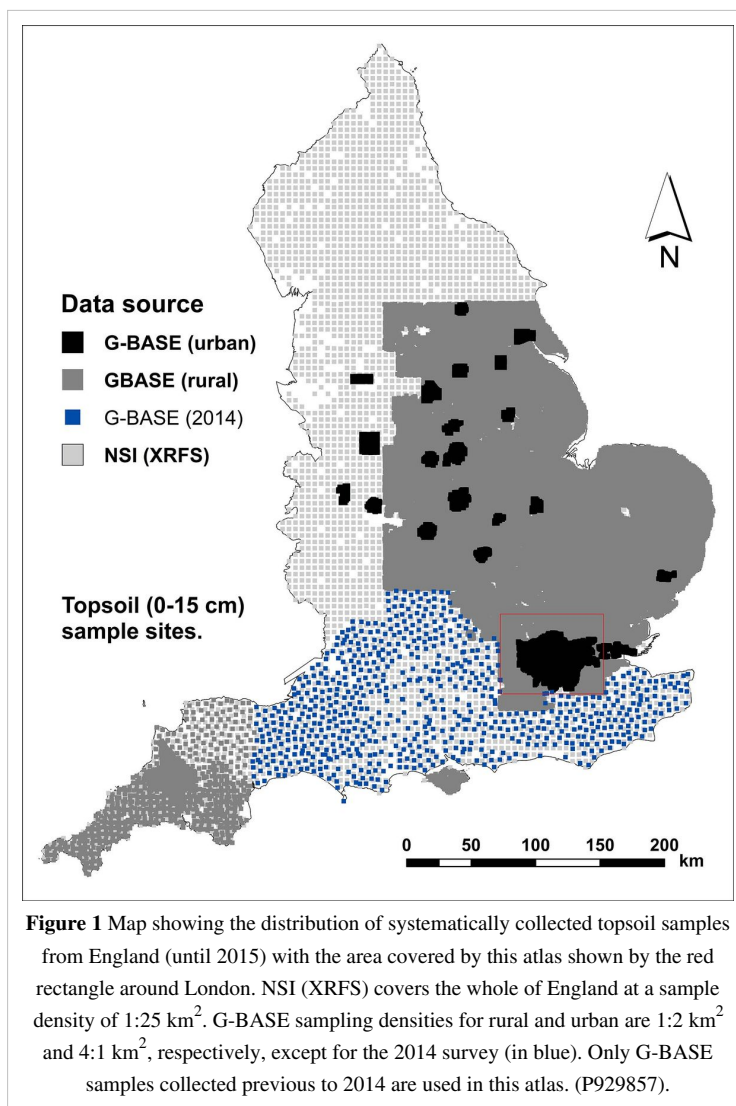 N
Data source
G-BASE (urban)
GBASE (rural)
G-BASE (2014)
NSI (XRFS)
Topsoil (0-15 cm)
sample sites.
0 50 100 150 200
km
Figure 1 Map showing the distribution of systematically collected topsoil samples
from England (until 2015) with the area covered by this atlas shown by the red
rectangle around London. NSI (XRFS) covers the whole of England at a sample
density of 1:25 km². G-BASE sampling densities for rural and urban are 1:2 km²
and 4:1 km², respectively, except for the 2014 survey (in blue). Only G-BASE
samples collected previous to 2014 are used in this atlas. (P929857).